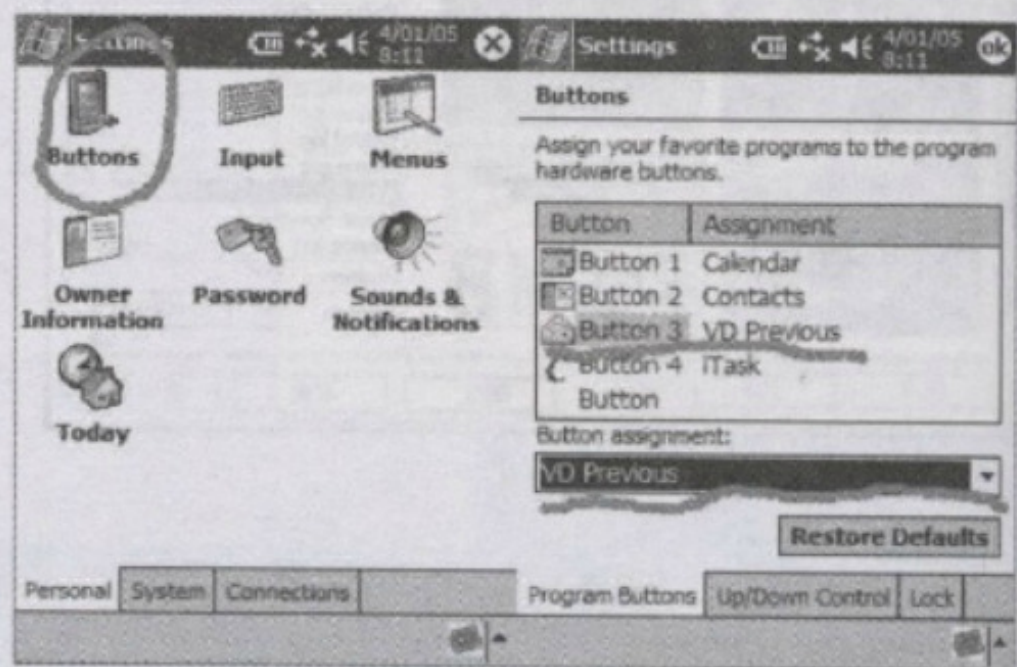 Settings 4/01/05 8:11
Buttons Input Menus
Owner Information Password Sounds & Notifications
Today
Personal System Connections
Settings 4/01/05 8:11 ok
Buttons
Assign your favorite programs to the program
hardware buttons.
Button Assignment
Button 1 Calendar
Button 2 Contacts
Button 3 VD Previous
Button 4 iTask
Button
Button assignment:
VD Previous
Restore Defaults
Program Buttons Up/Down Control Lock